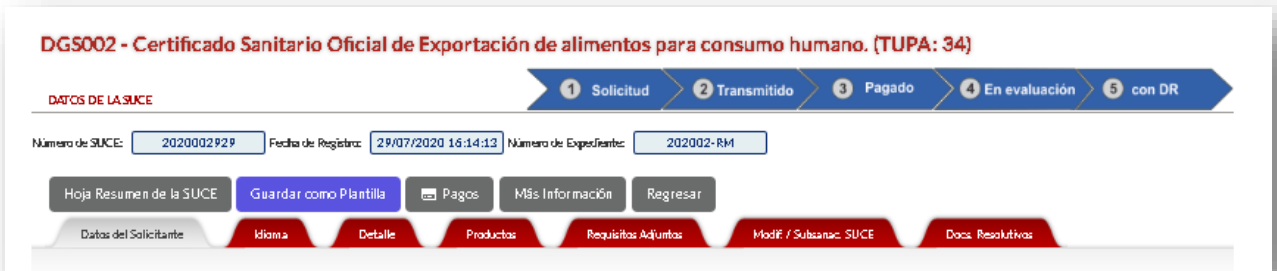 DGS002 - Certificado Sanitario Oficial de Exportación de alimentos para consumo humano. (TUPA: 34)
DATOS DE LA SUCE
1 Solicitud 2 Transmitido 3 Pagado 4 En evaluación 5 con DR
Número de SUCE: 2020002929 Fecha de Registro: 29/07/2020 16:14:13 Número de Expediente: 202002-RM
Hoja Resumen de la SUCE Guardar como Plantilla Pagos Más Información Regresar
Datos del Solicitante Idioma Detalle Productos Requisitos Adjuntos Modif. / Subsanac. SUCE Docs. Resolutivos